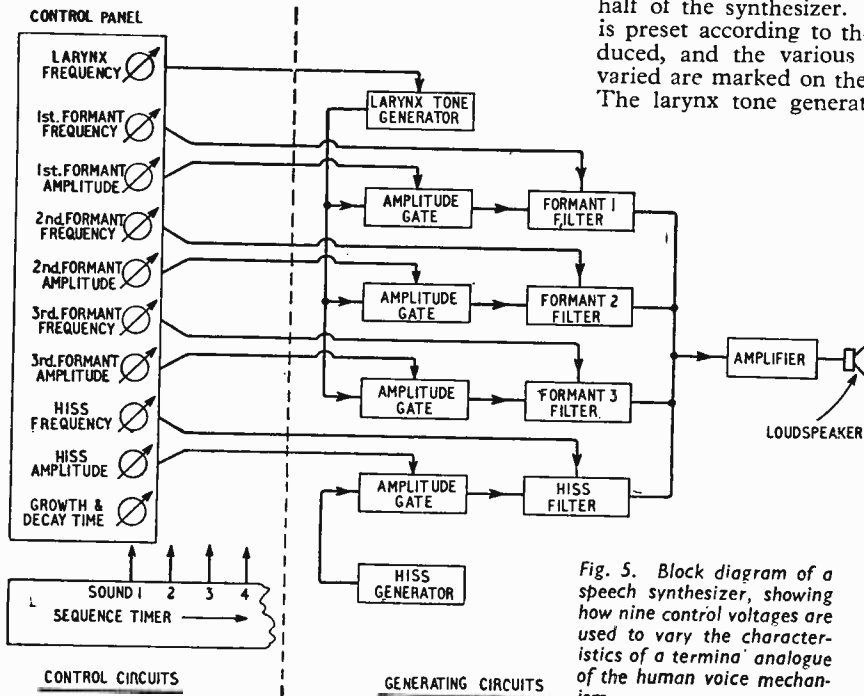 CONTROL PANEL
LARYNX
FREQUENCY
1st. FORMANT
FREQUENCY
1st. FORMANT
AMPLITUDE
2nd. FORMANT
FREQUENCY
2nd. FORMANT
AMPLITUDE
3rd. FORMANT
FREQUENCY
3rd. FORMANT
AMPLITUDE
HISS
FREQUENCY
HISS
AMPLITUDE
GROWTH &
DECAY TIME
SOUND 1 2 3 4
SEQUENCE TIMER
CONTROL CIRCUITS
LARYNX TONE
GENERATOR
AMPLITUDE
GATE
FORMANT 1
FILTER
AMPLITUDE
GATE
FORMANT 2
FILTER
AMPLITUDE
GATE
FORMANT 3
FILTER
AMPLITUDE
GATE
HISS
FILTER
HISS
GENERATOR
AMPLIFIER
LOUDSPEAKER
GENERATING CIRCUITS
half of the synthesizer.
is preset according to th
duced, and the various
varied are marked on the
The larynx tone generat
Fig. 5. Block diagram of a
speech synthesizer, showing
how nine control voltages are
used to vary the character-
istics of a termina analogue
of the human voice mechan-